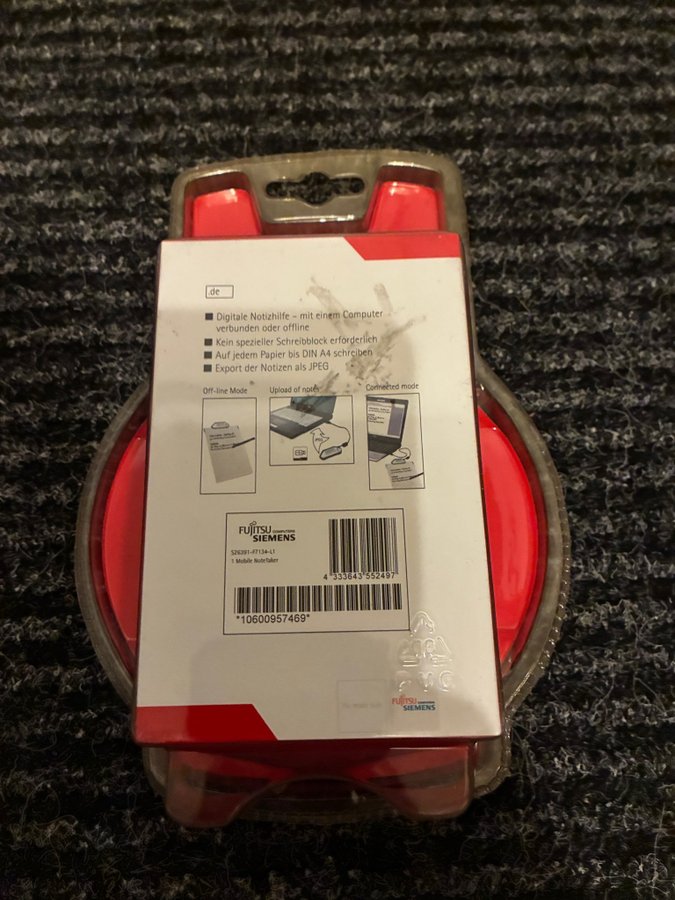 .de
Digitale Notizhilfe – mit einem Computer
verbunden oder offline
Kein spezieller Schreibblock erforderlich
Auf jedem Papier bis DIN A4 schreiben
Export der Notizen als JPEG
Off-line Mode
Upload of notes
Connected mode
JPEG
FUJITSU COMPUTERS
SIEMENS
S26391-F7134-L1
1 Mobile Notetaker
4 333643 552497
*10600957469*
PVC
FUJITSU COMPUTERS
SIEMENS